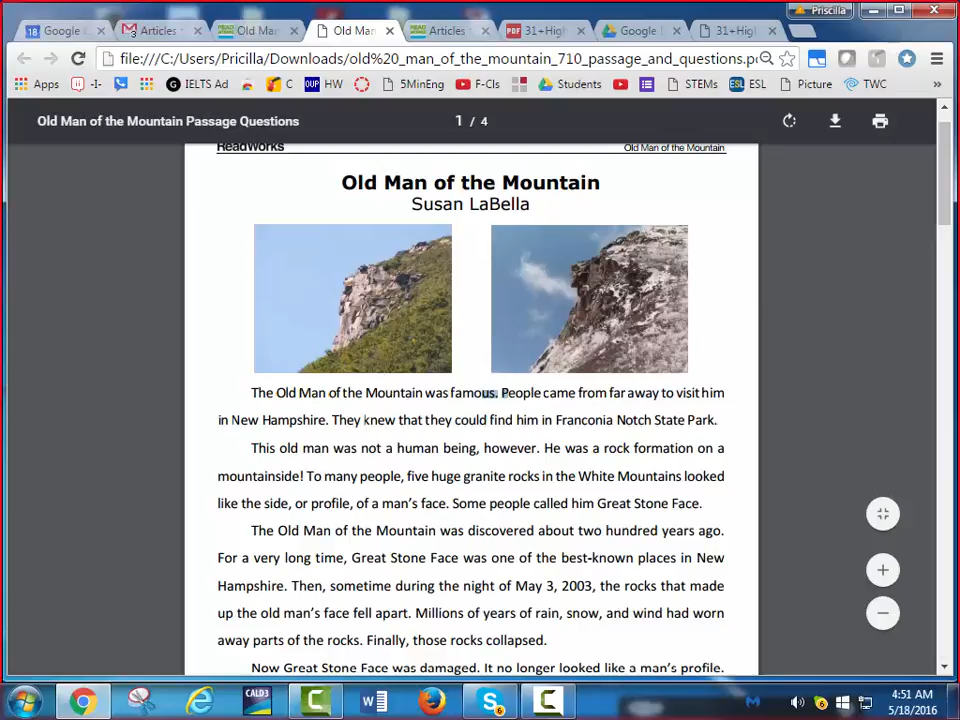 Priscilla
Google Articles Old Man Old Man Articles 31+High Google 31+High
file:///C:/Users/Pricilla/Downloads/old%20_man_of_the_mountain_710_passage_and_questions.p
Apps -I- IELTS Ad C HW 5MinEng F-Cls Students STEMs ESL Picture TWC »
Old Man of the Mountain Passage Questions 1 / 4
ReadWorks Old Man of the Mountain
Old Man of the Mountain
Susan LaBella
The Old Man of the Mountain was famous. People came from far away to visit him
in New Hampshire. They knew that they could find him in Franconia Notch State Park.
This old man was not a human being, however. He was a rock formation on a
mountainside! To many people, five huge granite rocks in the White Mountains looked
like the side, or profile, of a man's face. Some people called him Great Stone Face.
The Old Man of the Mountain was discovered about two hundred years ago.
For a very long time, Great Stone Face was one of the best-known places in New
Hampshire. Then, sometime during the night of May 3, 2003, the rocks that made
up the old man's face fell apart. Millions of years of rain, snow, and wind had worn
away parts of the rocks. Finally, those rocks collapsed.
Now Great Stone Face was damaged. It no longer looked like a man's profile.
CALD3
4:51 AM
5/18/2016